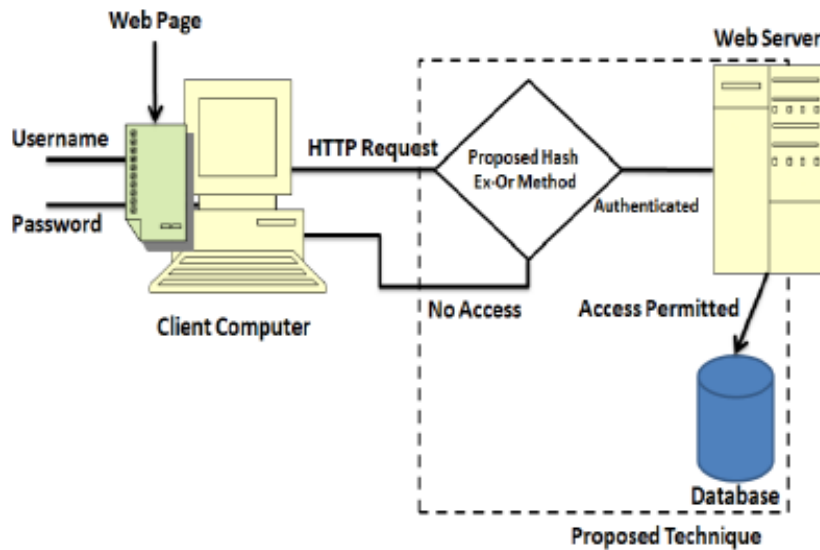 Web Page
Web Server
Username
HTTP Request
Proposed Hash
Ex-Or Method
Authenticated
Password
No Access
Access Permitted
Client Computer
Database
Proposed Technique